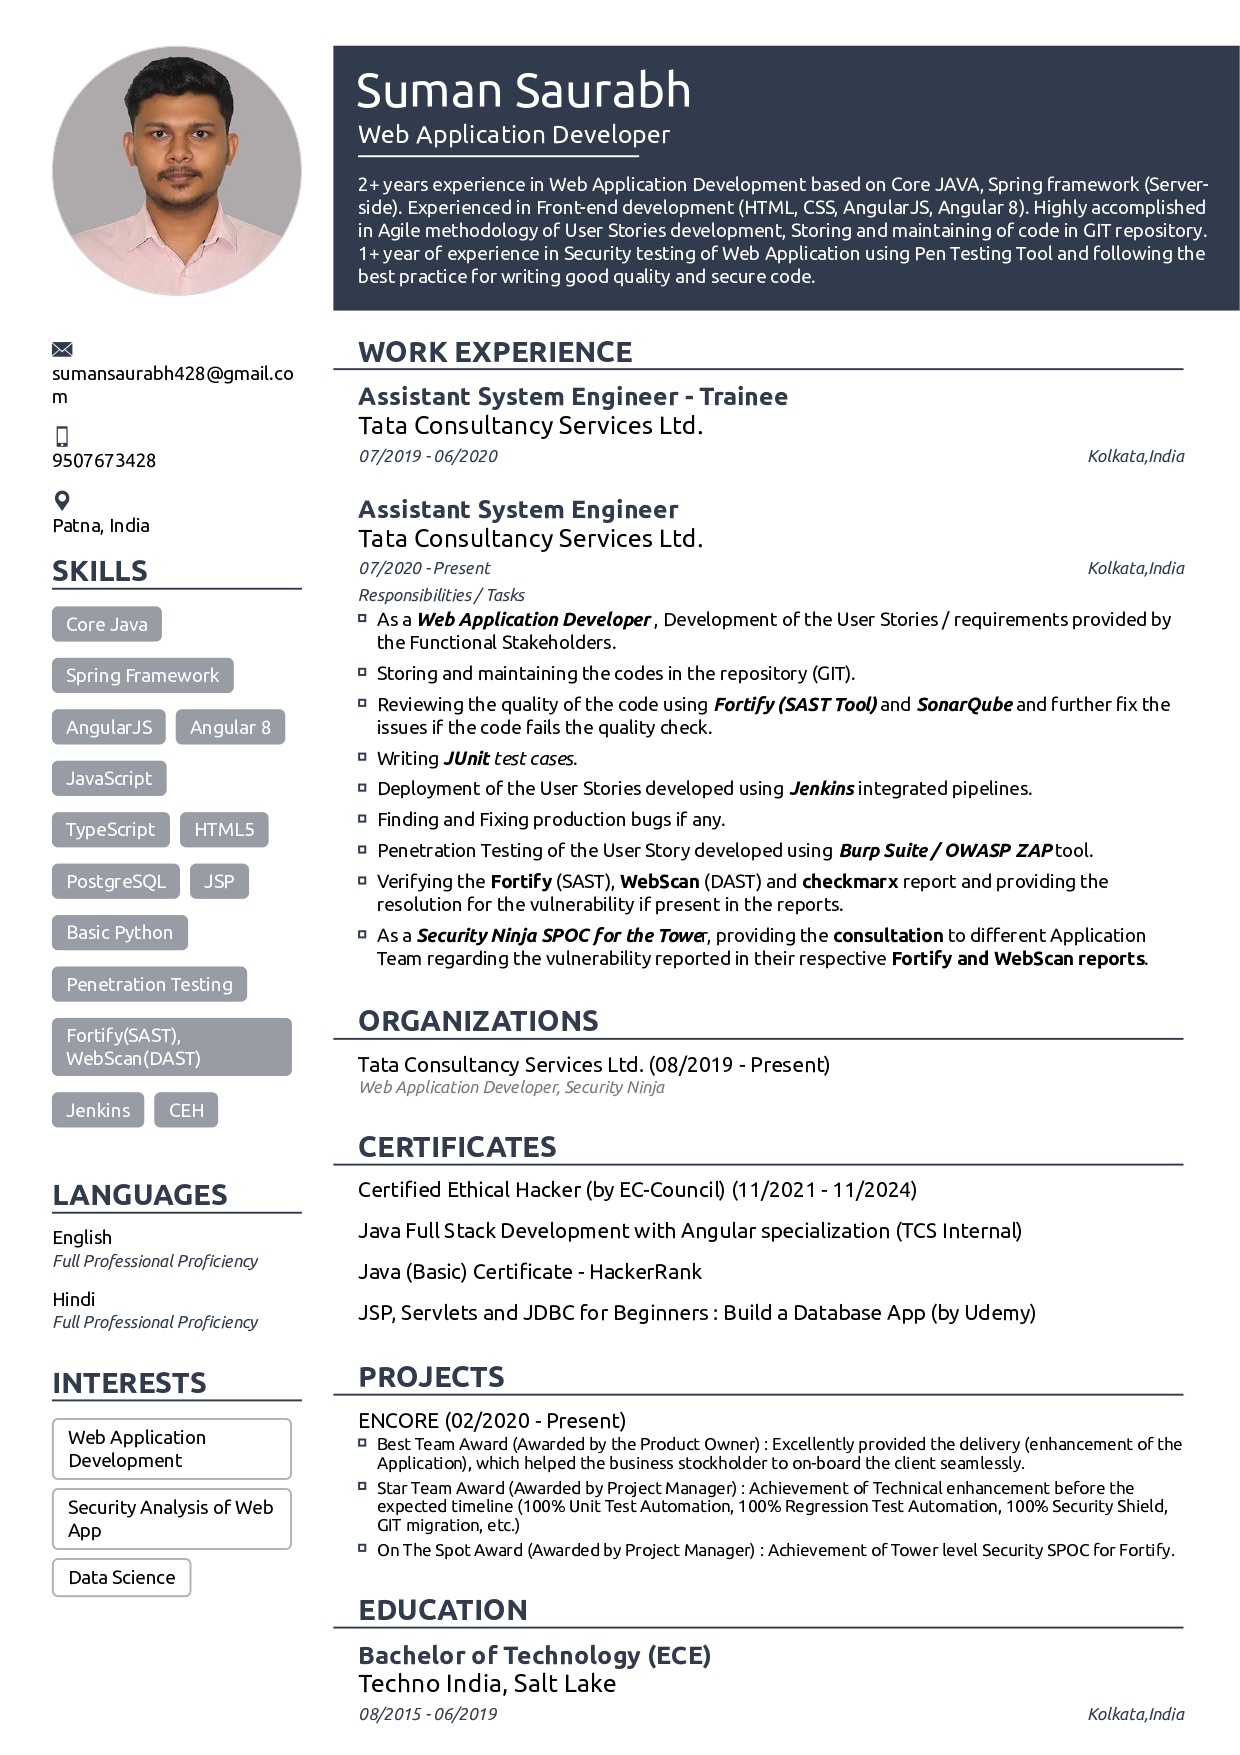 Suman Saurabh
Web Application Developer
2+ years experience in Web Application Development based on Core JAVA, Spring framework (Server-
side). Experienced in Front-end development (HTML, CSS, AngularJS, Angular 8). Highly accomplished
in Agile methodology of User Stories development, Storing and maintaining of code in GIT repository.
1+ year of experience in Security testing of Web Application using Pen Testing Tool and following the
best practice for writing good quality and secure code.
sumansaurabh428@gmail.co
m
9507673428
Patna, India
SKILLS
Core Java
Spring Framework
AngularJS Angular 8
JavaScript
TypeScript HTML5
PostgreSQL JSP
Basic Python
Penetration Testing
Fortify(SAST),
WebScan(DAST)
Jenkins CEH
LANGUAGES
English
Full Professional Proficiency
Hindi
Full Professional Proficiency
INTERESTS
Web Application
Development
Security Analysis of Web
App
Data Science
WORK EXPERIENCE
Assistant System Engineer - Trainee
Tata Consultancy Services Ltd.
07/2019 - 06/2020 Kolkata,India
Assistant System Engineer
Tata Consultancy Services Ltd.
07/2020 - Present Kolkata,India
Responsibilities / Tasks
As a Web Application Developer , Development of the User Stories / requirements provided by
the Functional Stakeholders.
Storing and maintaining the codes in the repository (GIT).
Reviewing the quality of the code using Fortify (SAST Tool) and SonarQube and further fix the
issues if the code fails the quality check.
Writing JUnit test cases.
Deployment of the User Stories developed using Jenkins integrated pipelines.
Finding and Fixing production bugs if any.
Penetration Testing of the User Story developed using Burp Suite / OWASP ZAP tool.
Verifying the Fortify (SAST), WebScan (DAST) and checkmarx report and providing the
resolution for the vulnerability if present in the reports.
As a Security Ninja SPOC for the Tower, providing the consultation to different Application
Team regarding the vulnerability reported in their respective Fortify and WebScan reports.
ORGANIZATIONS
Tata Consultancy Services Ltd. (08/2019 - Present)
Web Application Developer, Security Ninja
CERTIFICATES
Certified Ethical Hacker (by EC-Council) (11/2021 - 11/2024)
Java Full Stack Development with Angular specialization (TCS Internal)
Java (Basic) Certificate - HackerRank
JSP, Servlets and JDBC for Beginners : Build a Database App (by Udemy)
PROJECTS
ENCORE (02/2020 - Present)
Best Team Award (Awarded by the Product Owner) : Excellently provided the delivery (enhancement of the
Application), which helped the business stockholder to on-board the client seamlessly.
Star Team Award (Awarded by Project Manager) : Achievement of Technical enhancement before the
expected timeline (100% Unit Test Automation, 100% Regression Test Automation, 100% Security Shield,
GIT migration, etc.)
On The Spot Award (Awarded by Project Manager) : Achievement of Tower level Security SPOC for Fortify.
EDUCATION
Bachelor of Technology (ECE)
Techno India, Salt Lake
08/2015 - 06/2019 Kolkata,India